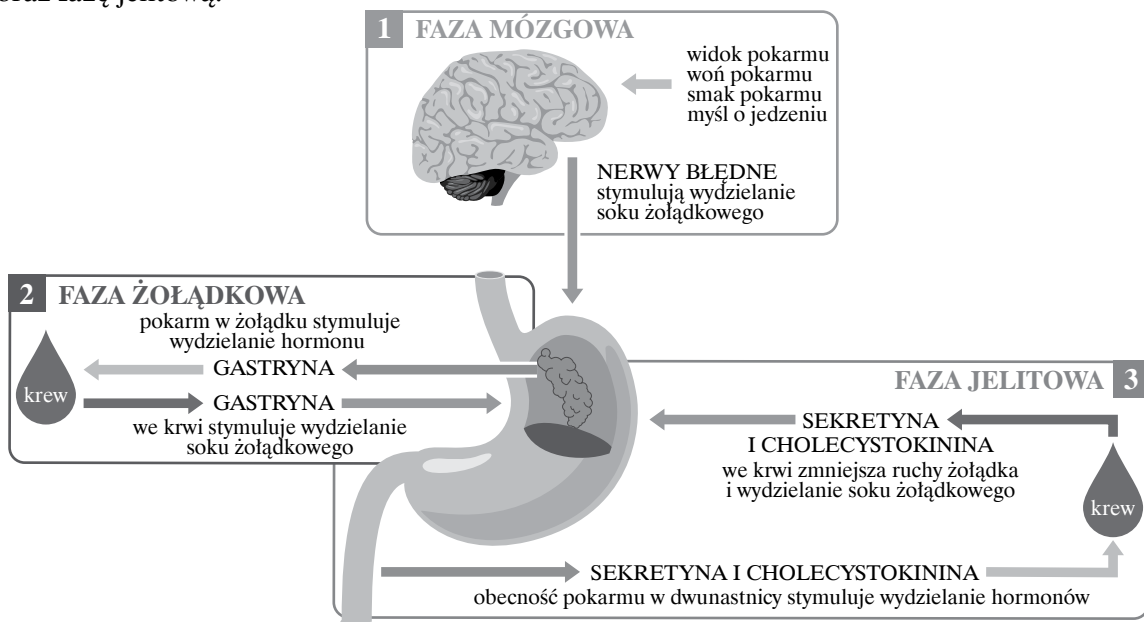 oraz fazę jelitową.
1 FAZA MÓZGOWA
widok pokarmu
woń pokarmu
smak pokarmu
myśl o jedzeniu
NERWY BŁĘDNE
stymulują wydzielanie
soku żołądkowego
2 FAZA ŻOŁĄDKOWA
pokarm w żołądku stymuluje
wydzielanie hormonu
GASTRYNA
krew
GASTRYNA
we krwi stymuluje wydzielanie
soku żołądkowego
FAZA JELITOWA 3
SEKRETYNA
I CHOLECYSTOKININA
we krwi zmniejsza ruchy żołądka
i wydzielanie soku żołądkowego
krew
SEKRETYNA I CHOLECYSTOKININA
obecność pokarmu w dwunastnicy stymuluje wydzielanie hormonów